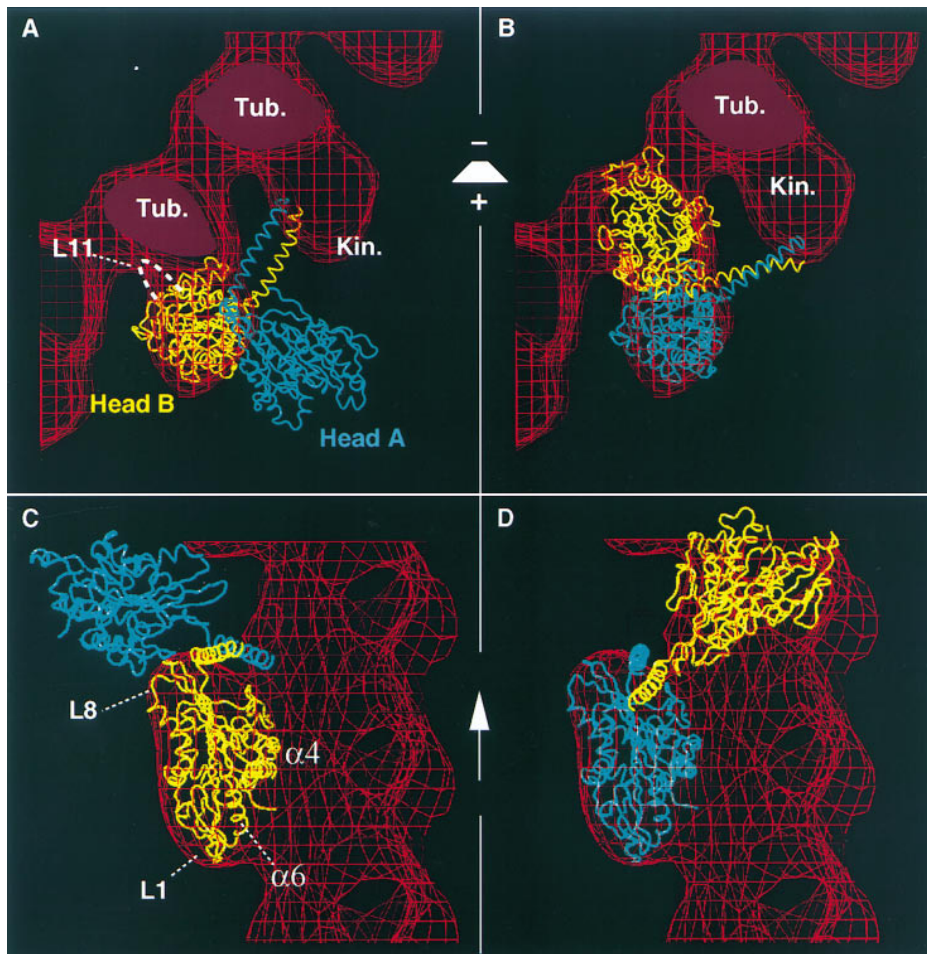 A
Tub.
Tub.
L11
Kin.
Head B
Head A
−
+
B
Tub.
Kin.
C
L8
α4
L1
α6
D